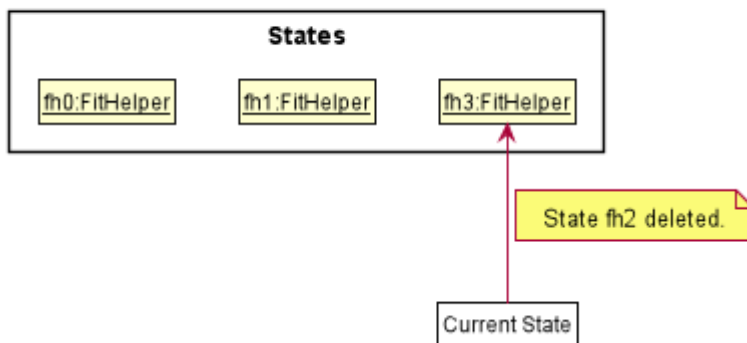 States
fh0:FitHelper
fh1:FitHelper
fh3:FitHelper
State fh2 deleted.
Current State